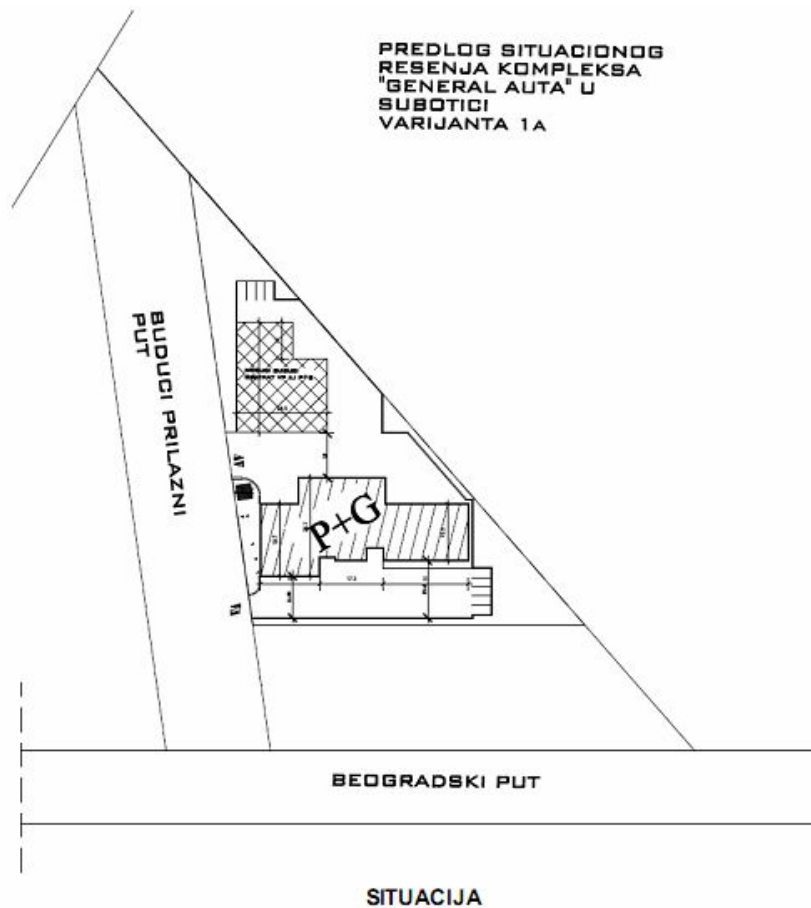 PREDLOG SITUACIONOG
RESENJA KOMPLEKSA
"GENERAL AUTA" U
SUBOTICI
VARIJANTA 1A
BUDUCI PRILAZNI
PUT
P+G
BEOGRADSKI PUT
SITUACIJA